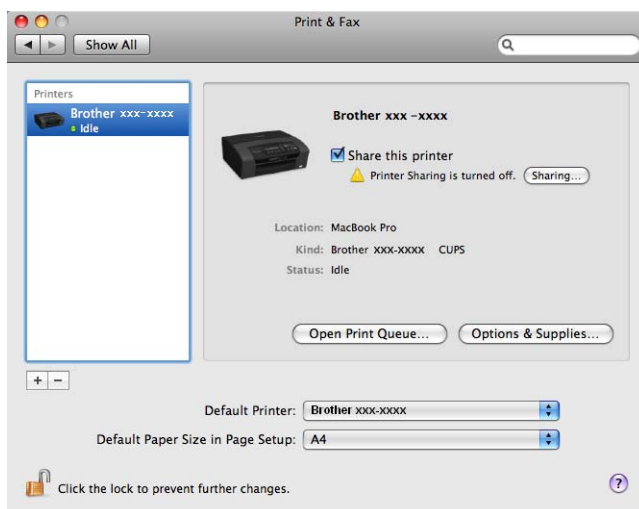 Print & Fax
Show All
Printers
Brother xxx-xxxx
Idle
Brother xxx -xxxx
Share this printer
Printer Sharing is turned off. Sharing...
Location: MacBook Pro
Kind: Brother xxx-xxxx CUPS
Status: Idle
Open Print Queue... Options & Supplies...
+ -
Default Printer: Brother xxx-xxxx
Default Paper Size in Page Setup: A4
Click the lock to prevent further changes. ?